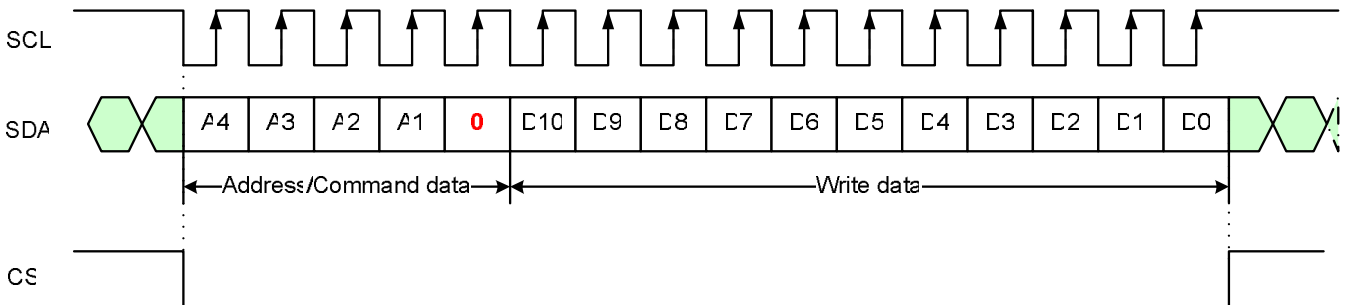 SCL
SDA A4 A3 A2 A1 0 D10 D9 D8 D7 D6 D5 D4 D3 D2 D1 D0
Address/Command data Write data
CS